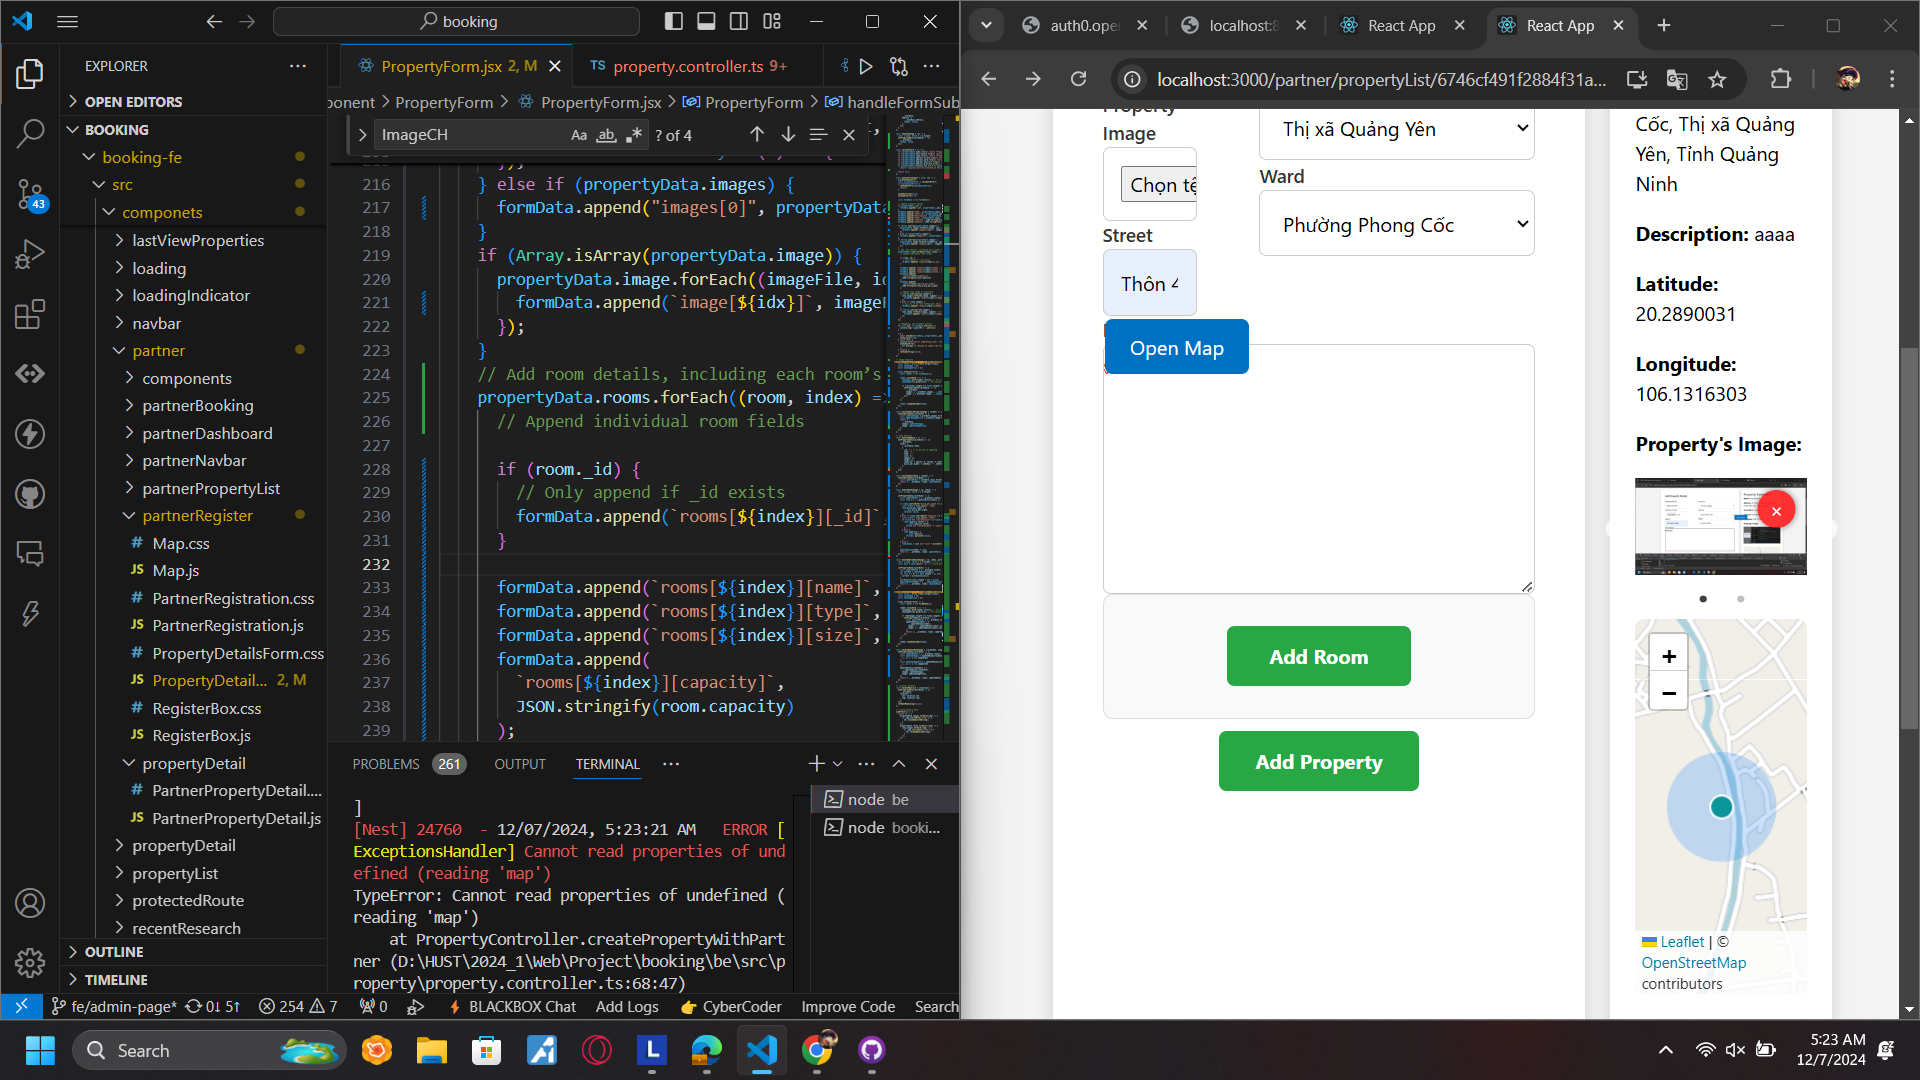 booking
EXPLORER
OPEN EDITORS
BOOKING
booking-fe
src
componets
lastViewProperties
loading
loadingIndicator
navbar
partner
components
partnerBooking
partnerDashboard
partnerNavbar
partnerPropertyList
partnerRegister
# Map.css
JS Map.js
# PartnerRegistration.css
JS PartnerRegistration.js
# PropertyDetailsForm.css
JS PropertyDetail... 2, M
# RegisterBox.css
JS RegisterBox.js
propertyDetail
# PartnerPropertyDetail....
JS PartnerPropertyDetail.js
propertyDetail
propertyList
protectedRoute
recentResearch
OUTLINE
TIMELINE
43
PropertyForm.jsx 2, M
TS property.controller.ts 9+
ponent > PropertyForm > PropertyForm.jsx > PropertyForm > handleFormSub
ImageCH Aa ab ? of 4
216 } else if (propertyData.images) {
217 formData.append("images[0]", propertyData
218 }
219 if (Array.isArray(propertyData.image)) {
220 propertyData.image.forEach((imageFile, i
221 formData.append(`image[${idx}]`, imageF
222 });
223 }
224 // Add room details, including each room's
225 propertyData.rooms.forEach((room, index) =
226 // Append individual room fields
227
228 if (room._id) {
229 // Only append if _id exists
230 formData.append(`rooms[${index}][_id]`
231 }
232
233 formData.append(`rooms[${index}][name]`,
234 formData.append(`rooms[${index}][type]`,
235 formData.append(`rooms[${index}][size]`,
236 formData.append(
237 `rooms[${index}][capacity]`,
238 JSON.stringify(room.capacity)
239 );
PROBLEMS 261 OUTPUT TERMINAL
node be
node booki...
]
[Nest] 24760 - 12/07/2024, 5:23:21 AM ERROR [
ExceptionsHandler] Cannot read properties of und
efined (reading 'map')
TypeError: Cannot read properties of undefined (
reading 'map')
at PropertyController.createPropertyWithPart
ner (D:\HUST\2024_1\Web\Project\booking\be\src\p
roperty\property.controller.ts:68:47)
fe/admin-page* 0↓ 5↑ 254 7 0 BLACKBOX Chat Add Logs CyberCoder Improve Code Search
auth0.ope
localhost:8
React App
React App
localhost:3000/partner/propertyList/6746cf491f2884f31a...
Property
Image
Chọn tệ
Street
Thôn 4
Open Map
Thị xã Quảng Yên
Ward
Phường Phong Cốc
Add Room
Add Property
Cốc, Thị xã Quảng
Yên, Tỉnh Quảng
Ninh
Description: aaaa
Latitude:
20.2890031
Longitude:
106.1316303
Property's Image:
×
+
−
Leaflet | ©
OpenStreetMap
contributors
Search
5:23 AM
12/7/2024